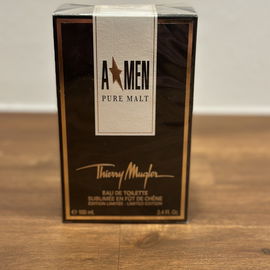 A★MEN
PURE MALT
Thierry Mugler
EAU DE TOILETTE
SUBLIMÉE EN FÛT DE CHÊNE
ÉDITION LIMITÉE - LIMITED EDITION
℮ 100 mL 3.4 fl. Oz